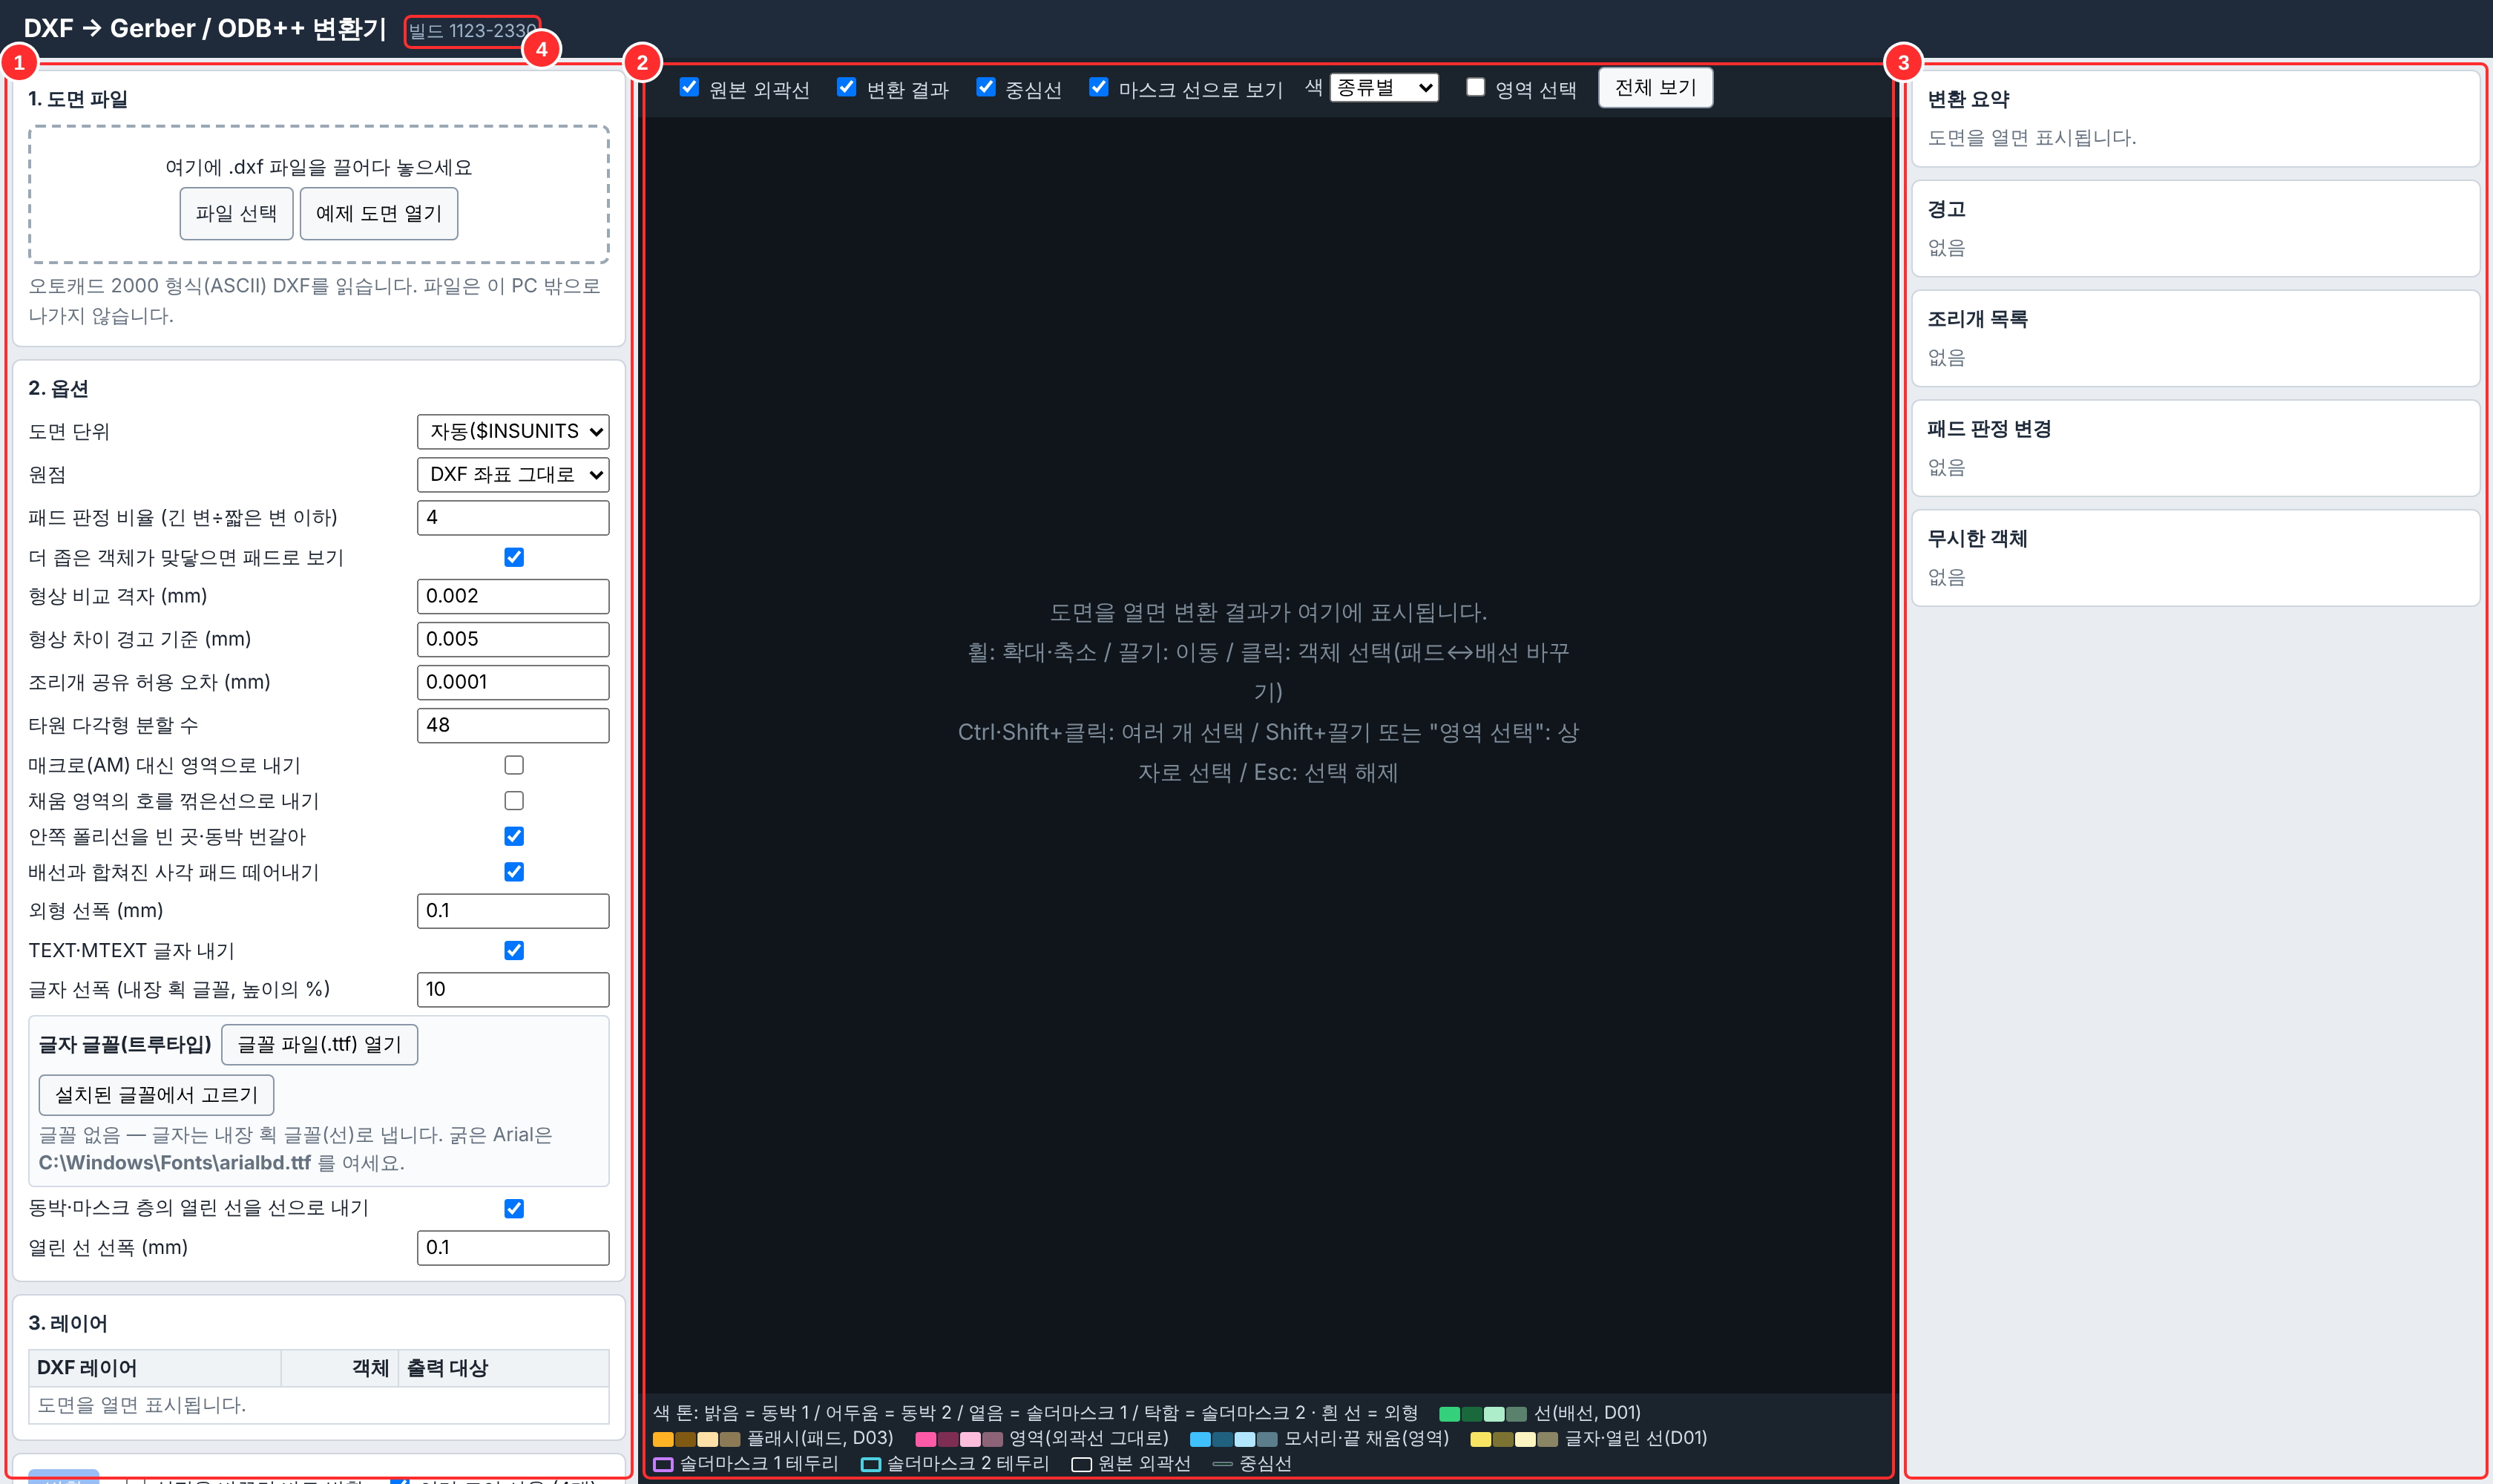 DXF → Gerber / ODB++ 변환기
빌드 1123-2330
4
1
2
3
1. 도면 파일
여기에 .dxf 파일을 끌어다 놓으세요
파일 선택
예제 도면 열기
오토캐드 2000 형식(ASCII) DXF를 읽습니다. 파일은 이 PC 밖으로
나가지 않습니다.
2. 옵션
도면 단위 자동($INSUNITS
원점 DXF 좌표 그대로
패드 판정 비율 (긴 변÷짧은 변 이하) 4
더 좁은 객체가 맞닿으면 패드로 보기
형상 비교 격자 (mm) 0.002
형상 차이 경고 기준 (mm) 0.005
조리개 공유 허용 오차 (mm) 0.0001
타원 다각형 분할 수 48
매크로(AM) 대신 영역으로 내기
채움 영역의 호를 꺾은선으로 내기
안쪽 폴리선을 빈 곳·동박 번갈아
배선과 합쳐진 사각 패드 떼어내기
외형 선폭 (mm) 0.1
TEXT·MTEXT 글자 내기
글자 선폭 (내장 획 글꼴, 높이의 %) 10
글자 글꼴(트루타입) 글꼴 파일(.ttf) 열기
설치된 글꼴에서 고르기
글꼴 없음 — 글자는 내장 획 글꼴(선)로 냅니다. 굵은 Arial은
C:\Windows\Fonts\arialbd.ttf 를 여세요.
동박·마스크 층의 열린 선을 선으로 내기
열린 선 선폭 (mm) 0.1
3. 레이어
DXF 레이어 객체 출력 대상
도면을 열면 표시됩니다.
원본 외곽선 변환 결과 중심선 마스크 선으로 보기 색 종류별 영역 선택 전체 보기
도면을 열면 변환 결과가 여기에 표시됩니다.
휠: 확대·축소 / 끌기: 이동 / 클릭: 객체 선택(패드↔배선 바꾸
기)
Ctrl·Shift+클릭: 여러 개 선택 / Shift+끌기 또는 "영역 선택": 상
자로 선택 / Esc: 선택 해제
색 톤: 밝음 = 동박 1 / 어두움 = 동박 2 / 옅음 = 솔더마스크 1 / 탁함 = 솔더마스크 2 · 흰 선 = 외형 선(배선, D01)
플래시(패드, D03) 영역(외곽선 그대로) 모서리·끝 채움(영역) 글자·열린 선(D01)
솔더마스크 1 테두리 솔더마스크 2 테두리 원본 외곽선 중심선
변환 요약
도면을 열면 표시됩니다.
경고
없음
조리개 목록
없음
패드 판정 변경
없음
무시한 객체
없음